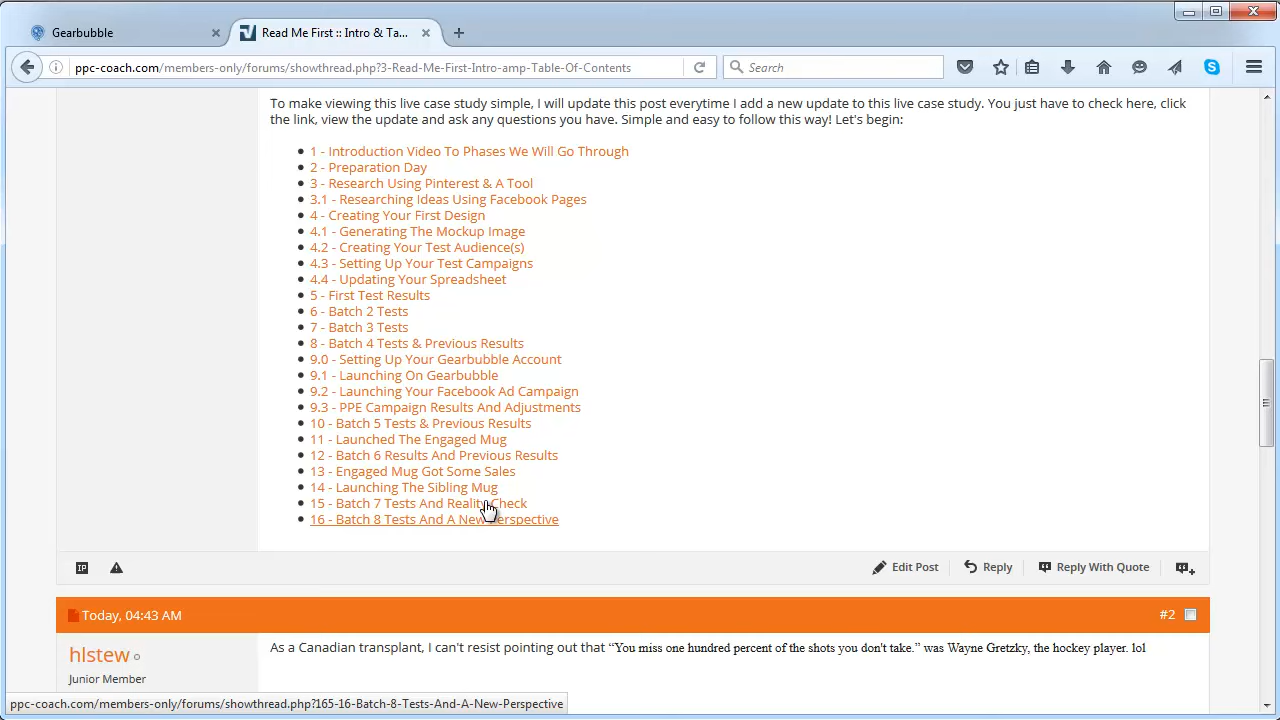 Gearbubble
Read Me First :: Intro & Ta...
ppc-coach.com/members-only/forums/showthread.php?3-Read-Me-First-Intro-amp-Table-Of-Contents
Search
To make viewing this live case study simple, I will update this post everytime I add a new update to this live case study. You just have to check here, click
the link, view the update and ask any questions you have. Simple and easy to follow this way! Let's begin:
1 - Introduction Video To Phases We Will Go Through
2 - Preparation Day
3 - Research Using Pinterest & A Tool
3.1 - Researching Ideas Using Facebook Pages
4 - Creating Your First Design
4.1 - Generating The Mockup Image
4.2 - Creating Your Test Audience(s)
4.3 - Setting Up Your Test Campaigns
4.4 - Updating Your Spreadsheet
5 - First Test Results
6 - Batch 2 Tests
7 - Batch 3 Tests
8 - Batch 4 Tests & Previous Results
9.0 - Setting Up Your Gearbubble Account
9.1 - Launching On Gearbubble
9.2 - Launching Your Facebook Ad Campaign
9.3 - PPE Campaign Results And Adjustments
10 - Batch 5 Tests & Previous Results
11 - Launched The Engaged Mug
12 - Batch 6 Results And Previous Results
13 - Engaged Mug Got Some Sales
14 - Launching The Sibling Mug
15 - Batch 7 Tests And Reality Check
16 - Batch 8 Tests And A New Perspective
IP
Edit Post
Reply
Reply With Quote
Today, 04:43 AM
#2
hlstew
Junior Member
As a Canadian transplant, I can't resist pointing out that “You miss one hundred percent of the shots you don't take.” was Wayne Gretzky, the hockey player. lol
ppc-coach.com/members-only/forums/showthread.php?165-16-Batch-8-Tests-And-A-New-Perspective